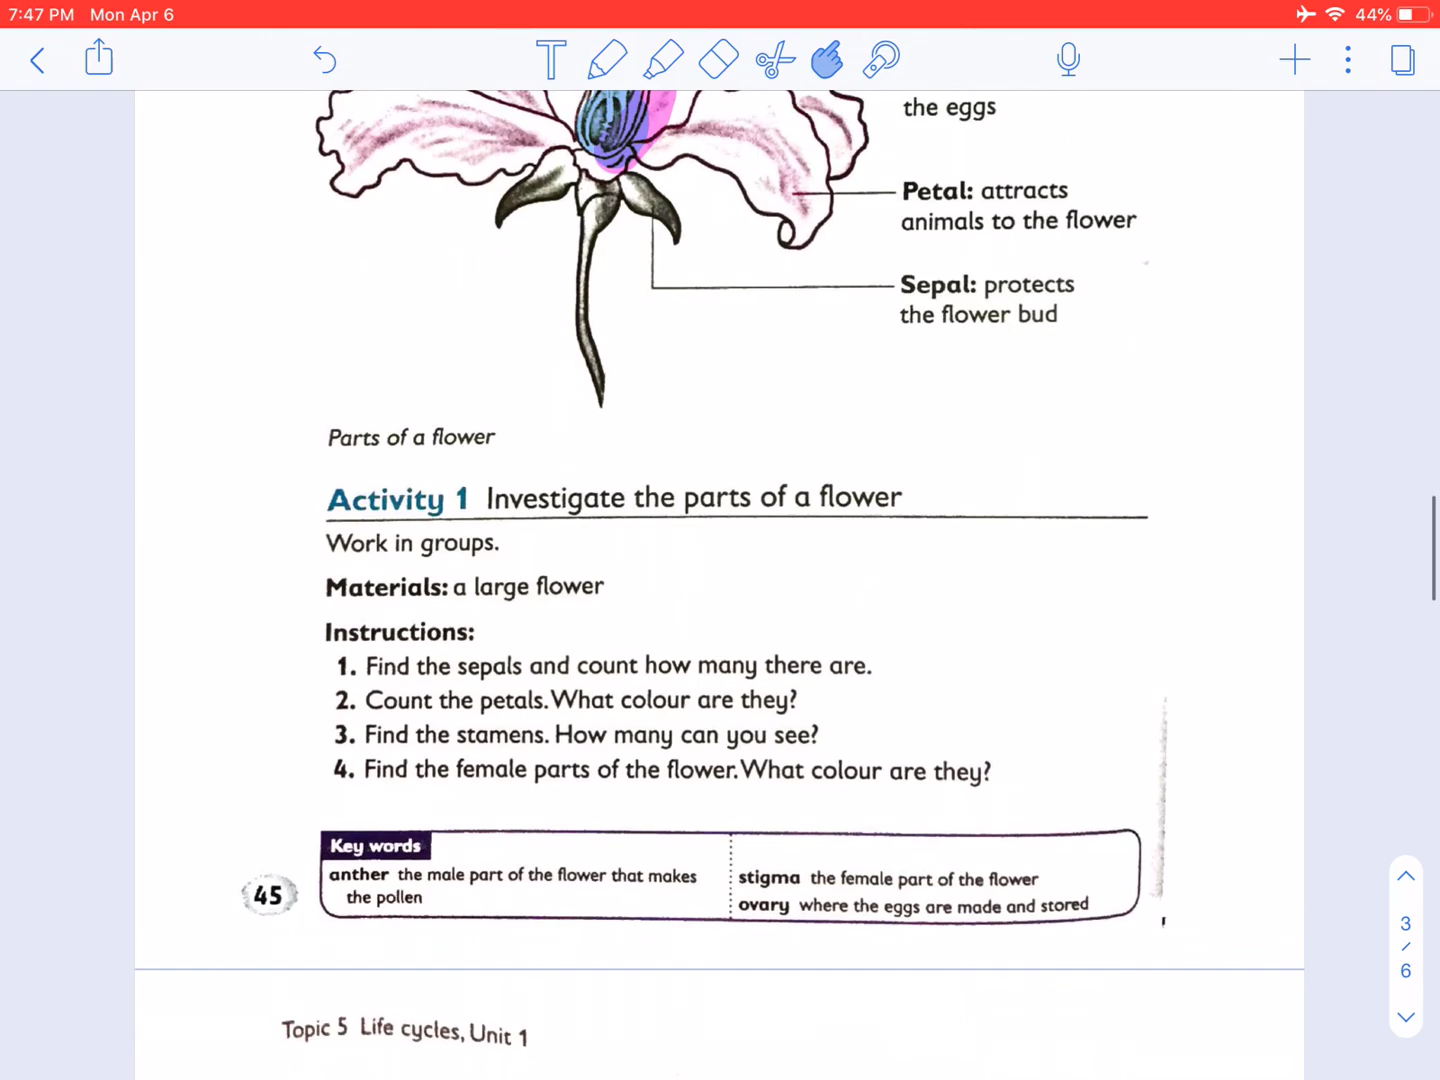 7:47 PM Mon Apr 6
44%
T
the eggs
Petal: attracts
animals to the flower
Sepal: protects
the flower bud
Parts of a flower
Activity 1 Investigate the parts of a flower
Work in groups.
Materials: a large flower
Instructions:
1. Find the sepals and count how many there are.
2. Count the petals. What colour are they?
3. Find the stamens. How many can you see?
4. Find the female parts of the flower. What colour are they?
Key words
anther the male part of the flower that makes
the pollen
stigma the female part of the flower
ovary where the eggs are made and stored
45
3
/
6
Topic 5 Life cycles, Unit 1